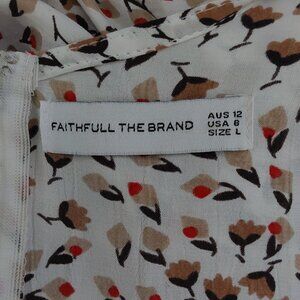 FAITHFULL THE BRAND
AUS 12
USA 8
SIZE L